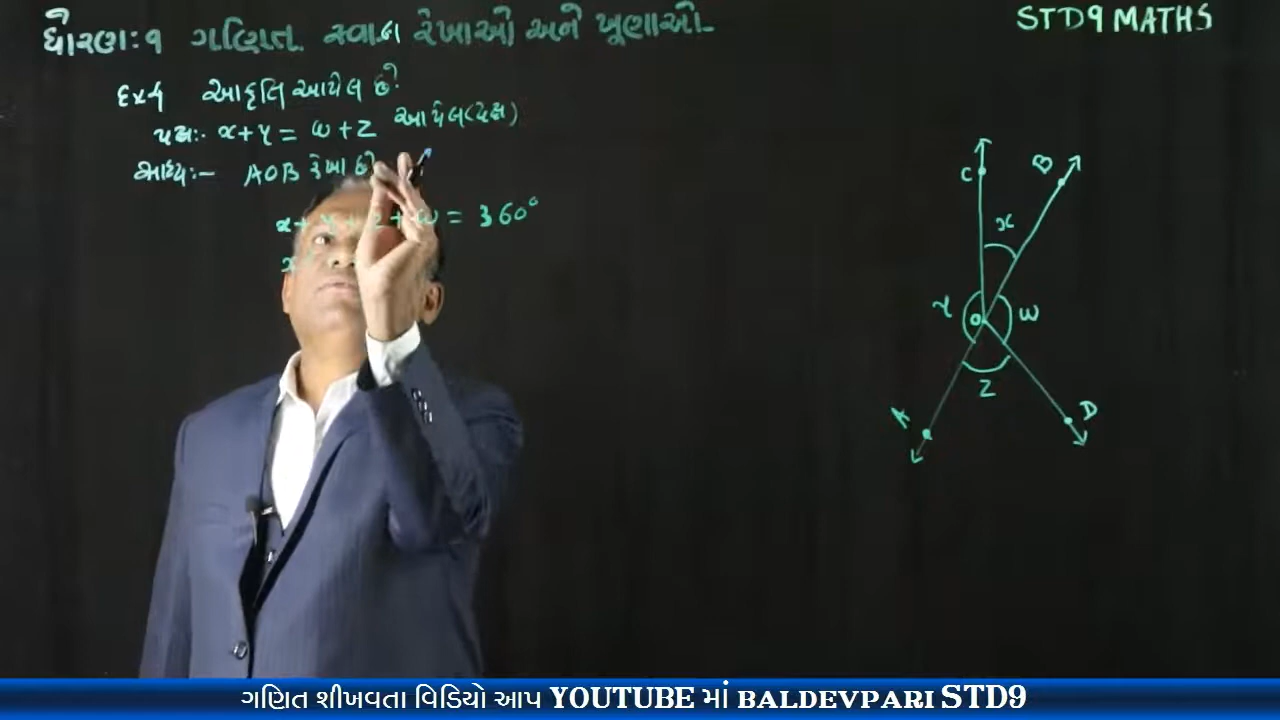 ધોરણ:૧ ગણિત. સ્વા. રેખાઓ અને ખૂણાઓ-
STD9 MATHS
Ex4 આકૃતિ આપેલ છે
પક્ષ:- x+y = w+z આપેલ(પક્ષ)
સાધ્ય:- AOB રેખા છે
x + y + z + w = 360°
x
C
B
x
y
O
w
z
A
D
ગણિત શીખવતા વિડિયો આપ YOUTUBE માં BALDEVPARI STD9